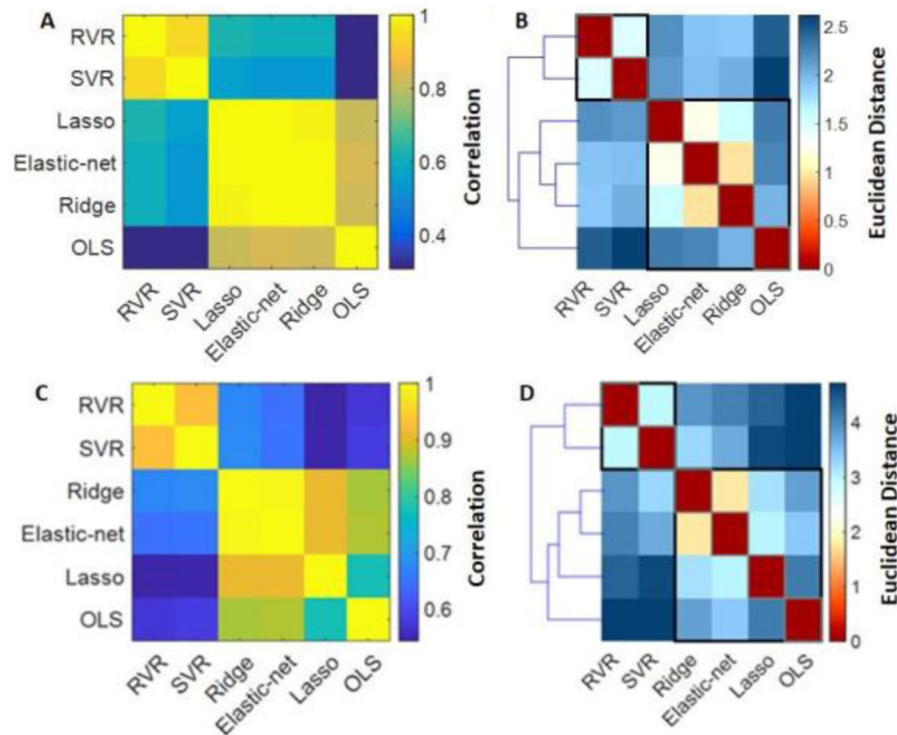 A
RVR
SVR
Lasso
Elastic-net
Ridge
OLS
RVR
SVR
Lasso
Elastic-net
Ridge
OLS
1
0.8
0.6
0.4
Correlation
B
RVR
SVR
Lasso
Elastic-net
Ridge
OLS
2.5
2
1.5
1
0.5
0
Euclidean Distance
C
RVR
SVR
Ridge
Elastic-net
Lasso
OLS
RVR
SVR
Ridge
Elastic-net
Lasso
OLS
1
0.9
0.8
0.7
0.6
Correlation
D
RVR
SVR
Ridge
Elastic-net
Lasso
OLS
4
3
2
1
0
Euclidean Distance